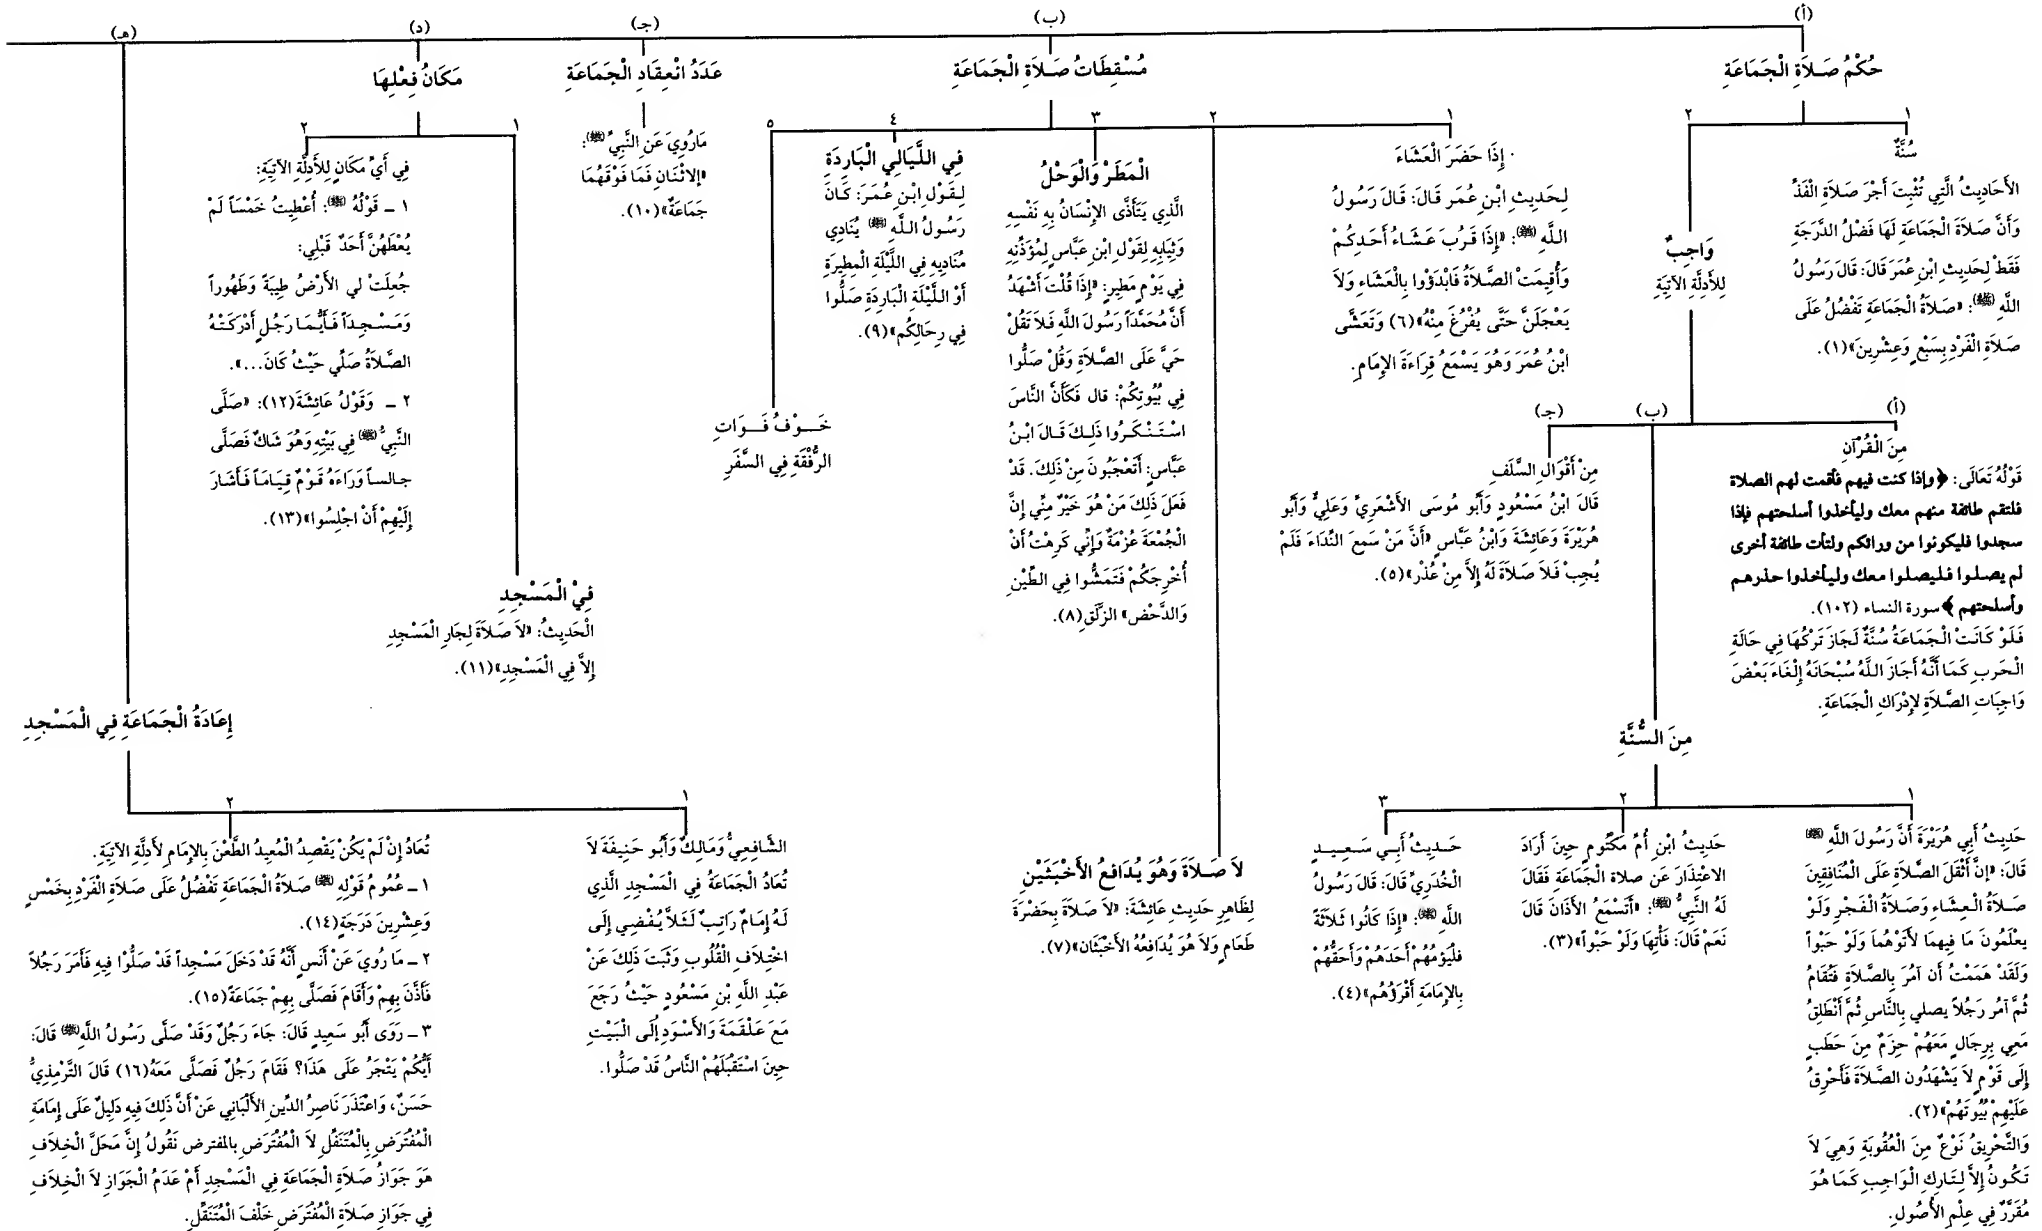 (أ)
حُكْمُ صَلاَةِ الْجَمَاعَةِ
١
سُنَّةٌ
الأَحَادِيثُ الَّتِي تُثْبِتَ أَجْرَ صَلاَةِ الْفَذِّ
وَأَنَّ صَلاَةَ الْجَمَاعَةِ لَهَا فَضْلُ الدَّرَجَةِ
فَقَطْ لِحَدِيثِ ابْنِ عُمَرَ قَالَ: قَالَ رَسُولُ
اللَّهِ (ﷺ): «صَلاَةُ الْجَمَاعَةِ تَفْضُلُ عَلَى
صَلاَةِ الْفَرْدِ بِسَبْعٍ وَعِشْرِينَ»(١).
٢
وَاجِبٌ
لِلأَدِلَّةِ الآتِيَةِ
(أ)
مِنَ الْقُرْآنِ
قَوْلُهُ تَعَالَى: ﴿وإذا كنت فيهم فأقمت لهم الصلاة
فلتقم طائفة منهم معك وليأخذوا أسلحتهم فإذا
سجدوا فليكونوا من ورائكم ولتأت طائفة أخرى
لم يصلوا فليصلوا معك وليأخذوا حذرهم
وأسلحتهم﴾ سورة النساء (١٠٢).
فَلَوْ كَانَتْ الْجَمَاعَةُ سُنَّةٌ لَجَازَ تَرْكُهَا فِي حَالَةِ
الْحَربِ كَمَا أَنَّهُ أَجَازَ اللَّهُ سُبْحَانَهُ إِلْغَاءَ بَعْضَ
وَاجِبَاتِ الصَّلاَةِ لإِدْرَاكِ الْجَمَاعَةِ.
(ب)
مِنَ السُّنَّةِ
١
حَدِيثُ أَبِي هُرَيْرَةَ أَنَّ رَسُولَ اللَّهِ (ﷺ)
قَالَ: «إِنَّ أَثْقَلَ الصَّلاَةِ عَلَى الْمُنَافِقِينَ
صَلاَةُ الْعِشَاءِ وَصَلاَةُ الْفَجْرِ وَلَوْ
يعْلَمُونَ مَا فِيهِمَا لأَتَوْهُمَا وَلَوْ حَبْواً
وَلَقَدْ هَمَمْتُ أَن آمُرَ بِالصَّلاَةِ فَتُقَامُ
ثُمَّ آمُرَ رَجُلاً يصلي بِالنَّاسِ ثُمَّ أَنْطَلِقُ
مَعِي بِرِجَالٍ مَعَهُمْ حِزَمٌ مِنَ حَطَبٍ
إِلَى قَوْمٍ لاَ يَشْهَدُون الصَّلاَةَ فَأُحْرِقُ
عَلَيْهِمْ بُيُوتَهُمْ»(٢).
وَالتَّحْرِيقُ نَوْعٌ مِنَ الْعُقُوبَةِ وَهِيَ لاَ
تَكُونُ إِلاَّ لِتَارِكِ الْوَاجِبِ كَمَا هُوَ
مُقَرَّرٌ فِي عِلْمِ الأُصُولِ.
٢
حَدِيثُ ابْنِ أُمِّ مَكْتُومٍ حِينَ أَرَادَ
الاعْتِذَارَ عَن صلاة الْجَمَاعَةِ فَقَالَ
لَهُ النَّبِيُّ (ﷺ): «أَتَسْمَعُ الأَذَانَ قَالَ
نَعَمْ قَالَ: فَأْتِهَا وَلَوْ حَبْواً»(٣).
٣
حَدِيثُ أَبِي سَعِيدٍ
الْخُدَرِيِّ قَالَ: قَالَ رَسُولُ
اللَّهِ (ﷺ): «إِذَا كَانُوا ثَلاَثَةً
فلْيَؤمُهُمْ أَحَدَهُمْ وَأَحَقُّهُمْ
بِالإِمَامَةِ أَقْرَؤُهُم»(٤).
(جـ)
مِنْ أَقْوَالِ السَّلَفِ
قَالَ ابْنُ مَسْعُودٍ وَأَبُو مُوسَى الأَشْعَرِيِّ وَعَلِيٌّ وَأَبُو
هُرَيْرَةَ وَعَائِشَةَ وَابْنُ عَبَّاسٍ «أَنَّ مَنْ سَمِعَ النِّدَاءَ فَلَمْ
يُجِبْ فَلاَ صَلاَةَ لَهُ إِلاَّ مِنْ عُذْر»(٥).
(ب)
مُسْقِطَاتُ صَلاَةِ الْجَمَاعَةِ
١
إِذَا حَضَرَ الْعَشَاءَ
لِحَدِيثِ ابْنِ عُمَر قَالَ: قَالَ رَسُولُ
اللَّهِ (ﷺ): «إِذَا قَرُبَ عَشَاءُ أَحَدِكُمْ
وَأُقِيمَتْ الصَّلاَةُ فَابْدَؤُوا بِالْعَشَاءِ وَلاَ
يَعْجَلَنَّ حَتَّى يُفْرُغَ مِنْهُ»(٦) وَتَعَشَّى
ابْنُ عُمَرَ وَهُوَ يَسْمَعُ قِرَاءَةَ الإِمَامِ.
٢
لاَ صَلاَةَ وَهُوَ يُدَافِعُ الأَخْبَثَيْنِ
لِظَاهِرِ حَدِيثِ عَائِشَةَ: «لاَ صَلاَةَ بِحَضْرَةَ
طَعَامٍ وَلاَ هُوَ يُدَافِعُهُ الأَخْبَثَان»(٧).
٣
الْمَطَرْ وَالْوَحْلُ
الَّذِي يَتَأَذَّى الإِنْسَانُ بِهِ نَفْسِهِ
وَثِيَابِهِ لِقَوْلِ ابْنِ عَبَّاسٍ لِمُؤَذِّنِهِ
فِي يَوْمٍ مَطِيرٍ: «إِذَا قُلْتَ أَشْهَدُ
أَنَّ مُحَمَّدَاً رَسُولَ اللَّهِ فَلاَ تَقُلْ
حَيَّ عَلَى الصَّلاَةِ وَقُلْ صَلُّوا
فِي بُيُوتِكُمْ: قال فَكَأَنَّ النَّاسَ
اسْتَنْكَرُوا ذَلِكَ قَالَ ابْنُ
عَبَّاسٍ: أَتَعْجَبُونَ مِنْ ذَلِكَ. قَدْ
فَعَلَ ذَلِكَ مَنْ هُوَ خَيْرٌ مِنِّي إِنَّ
الْجُمْعَةَ عُزْمَةٌ وَإِنِّي كَرِهْتُ أَنْ
أُخْرِجَكُمْ فَتَمَشُّوا فِي الطِّيْنِ
وَالدَّحْضِ» الزَّلَقِ(٨).
٤
فِي اللَّيَالِي الْبَارِدَةِ
لِقَوْلِ ابْنِ عُمَرَ: كَانَ
رَسُولُ اللَّهِ (ﷺ) يُنَادِي
مُنَادِيهِ فِي اللَّيْلَةِ الْمطِيرَةِ
أَوْ اللَّيْلَةِ الْبَارِدَةِ صَلُّوا
فِي رِحَالِكُم»(٩).
٥
خَوْفُ فَوَاتِ
الرُّفْقَةِ فِي السَّفَرِ
(جـ)
عَدَدُ انْعِقَادِ الْجَمَاعَةِ
مَارُوِيَ عَنِ النَّبِيِّ (ﷺ):
«إلاثْنَانِ فَمَا فَوْقَهُمَا
جَمَاعَةٌ»(١٠).
(د)
مَكَانُ فِعْلِهَا
١
فِيْ الْمَسْجِدِ
الْحَدِيثُ: «لاَ صَلاَةَ لِجَارِ الْمَسْجِدِ
إِلاَّ فِي الْمَسْجِدِ»(١١).
٢
فِي أَيِّ مَكَانٍ لِلأَدِلَّةِ الآتِيَةِ:
١ ـ قَوْلُهُ (ﷺ): أُعْطِيتُ خَمْسَاً لَمْ
يُعْطَهُنَّ أَحَدٌ قَبْلِي:
جُعِلَتْ لي الأَرْضُ طِيبَةً وَطَهُوراً
وَمَسْجِدَاً فَأَيُّمَا رَجُلٍ أَدْرَكَتْهُ
الصَّلاَةُ صَلَّي حَيْثُ كَانَ...».
٢ ـ وَقَوْلُ عَائِشَةَ(١٢): «صَلَّى
النَّبِيُّ (ﷺ) فِي بَيْتِهِ وَهُوَ شَاكٌ فَصَلَّى
جالساً وَرَاءَهُ قَوْمٌ قِيَامَاً فَأَشَارَ
إِلَيْهِمْ أَنْ اجْلِسُوا»(١٣).
(هـ)
إِعَادَةُ الْجَمَاعَةِ فِي الْمَسْجِدِ
١
الشَّافِعِيُّ وَمَالِكٌ وَأَبُو حَنِيفَةَ لاَ
تُعَادُ الْجَمَاعَةُ فِي الْمَسْجِدِ الَّذِي
لَهُ إِمَامٌ رَاتِبٌ لَئَلاَّ يُفْضِي إِلَى
اخْتِلاَفِ الْقُلُوبِ وَثَبَتَ ذَلِكَ عَنْ
عَبْدِ اللَّهِ بْنِ مَسْعُودٍ حَيْثُ رَجَعَ
مَعَ عَلْقَمَةَ وَالأَسْوَدِ إِلَى الْبَيْتِ
حِينَ اسْتَقْبَلَهُمْ النَّاسُ قَدْ صَلُّوا.
٢
تُعَادُ إِنْ لَمْ يَكُنْ يَقْصِدُ الْمُعِيدُ الطَّعْنَ بِالإِمَامِ لأَدِلَّةِ الآتِيَةِ.
١ ـ عُمُومُ قَوْلِهِ (ﷺ) صَلاَةُ الْجَمَاعَةِ تَفْضُلُ عَلَى صَلاَةِ الْفَرْدِ بِخَمْسٍ
وَعِشْرِينَ دَرَجَةٍ(١٤).
٢ ـ مَا رُوِيَ عَنْ أَنَسٍ أَنَّهُ قَدْ دَخَلَ مَسْجِداً قَدْ صَلُّوْا فِيهِ فَأَمَرَ رَجُلاً
فَأَذَّنَ بِهِمْ وَأَقَامَ فَصَلَّى بِهِمْ جَمَاعَةً(١٥).
٣ ـ رَوَى أَبُو سَعِيدٍ قَالَ: جَاءَ رَجُلٌ وَقَدْ صَلَّى رَسُولُ اللَّهِ (ﷺ) قَالَ:
أَيُّكُمْ يَتْجَرُ عَلَى هَذَا؟ فَقَامَ رَجُلٌ فَصَلَّى مَعَهُ(١٦) قَالَ التِّرْمِذِيُّ
حَسَنٌ، وَاعْتَذَرَ نَاصِرُ الدِّينِ الأَلْبَانِي عَنْ أَنَّ ذَلِكَ فِيهِ دَلِيلٌ عَلَى إِمَامَةِ
الْمُفْتَرَضِ بِالْمُتَنَفِّلِ لاَ الْمُفْتَرَضِ بِالمفترض نَقُولُ إِنَّ مَحَلَّ الْخِلاَفِ
هَوَ جَوَازُ صَلاَةِ الْجَمَاعَةِ فِي الْمَسْجِدِ أَمْ عَدَمُ الْجَوَازِ لاَ الْخِلاَفِ
فِي جَوَازِ صَلاَةِ الْمُفْتَرَضِ خَلْفَ الْمُتَنَفِّلِ.